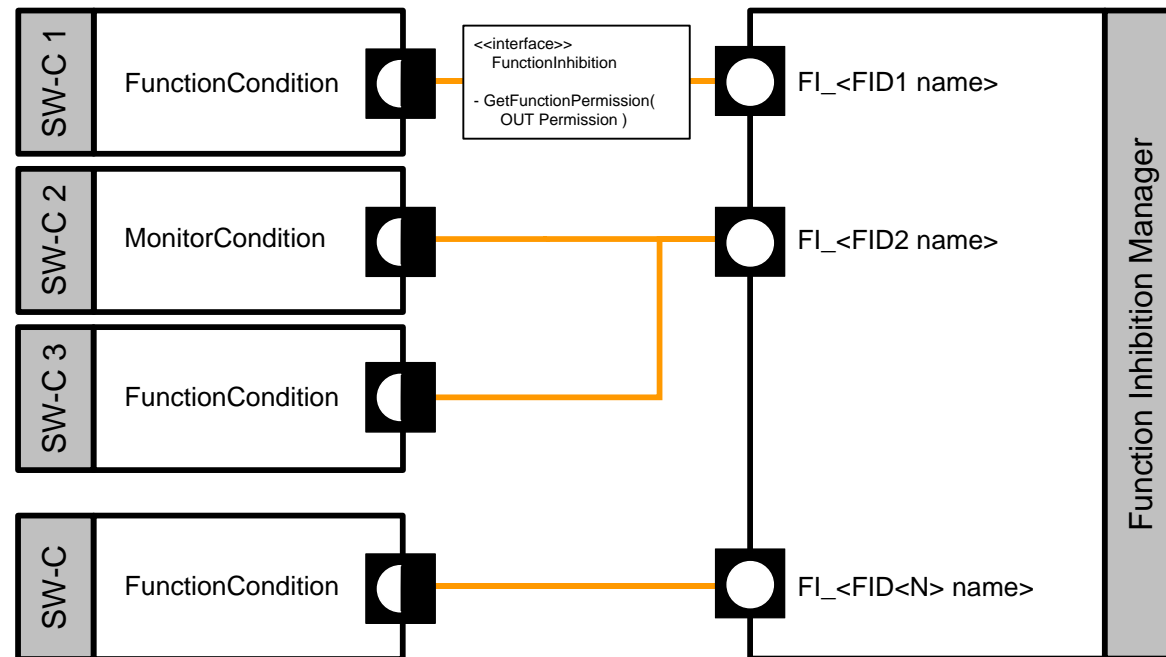 SW-C 1
FunctionCondition
<<interface>>
FunctionInhibition
- GetFunctionPermission(
OUT Permission )
FI_<FID1 name>
SW-C 2
MonitorCondition
FI_<FID2 name>
SW-C 3
FunctionCondition
SW-C
FunctionCondition
FI_<FID<N> name>
Function Inhibition Manager